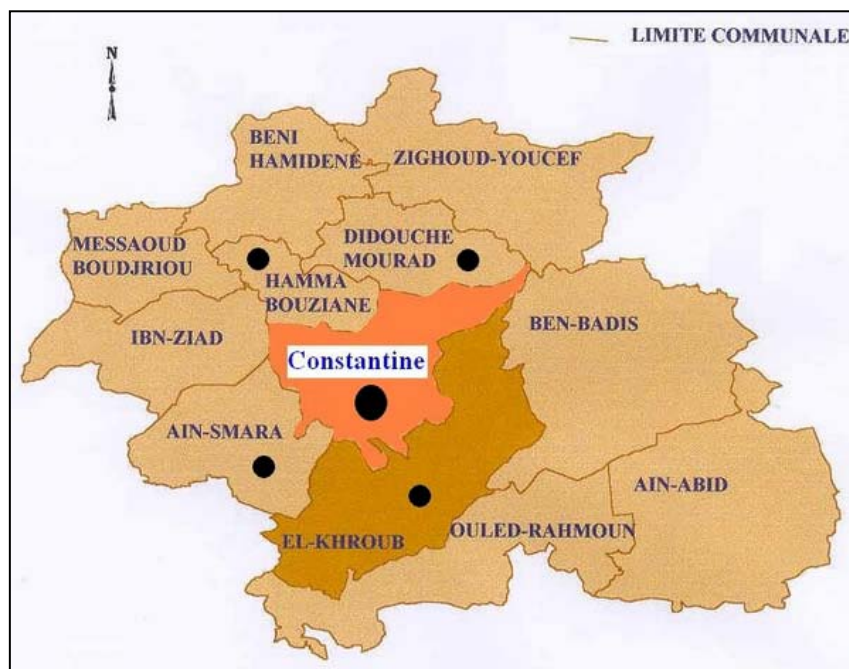 LIMITE COMMUNALE
N
BENI
HAMIDENE
ZIGHOUD-YOUCEF
MESSAOUD
BOUDJRIOU
DIDOUCHE
MOURAD
HAMMA
BOUZIANE
IBN-ZIAD
BEN-BADIS
Constantine
AIN-SMARA
AIN-ABID
EL-KHROUB
OULED-RAHMOUN